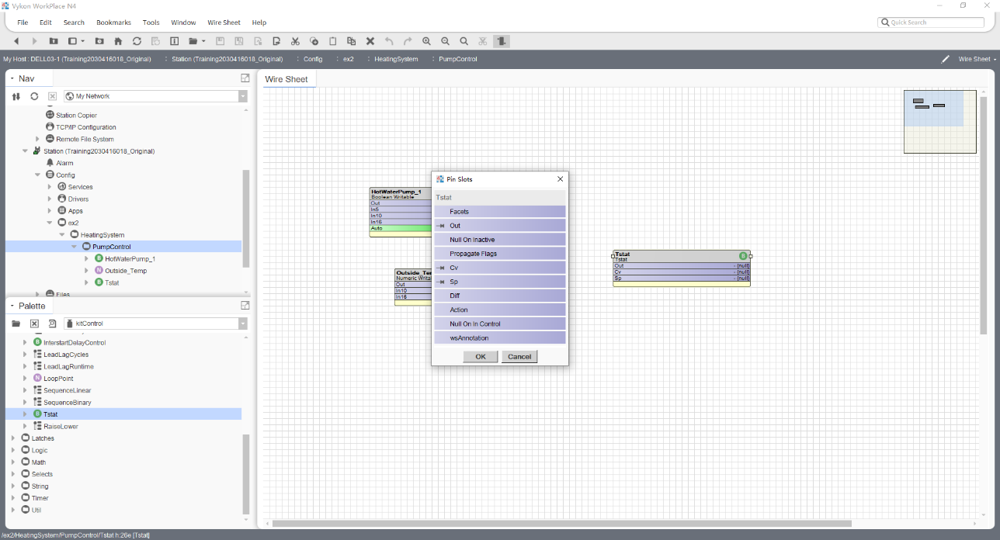 Vykon WorkPlace N4
File Edit Search Bookmarks Tools Window Wire Sheet Help
Quick Search
My Host : DELL03-1 (Training2030416018_Original) : Station (Training2030416018_Original) : Config : ex2 : HeatingSystem : PumpControl
Wire Sheet
Nav
My Network
Station Copier
TCP/IP Configuration
Remote File System
Station (Training2030416018_Original)
Alarm
Config
Services
Drivers
Apps
ex2
HeatingSystem
PumpControl
HotWaterPump_1
Outside_Temp
Tstat
Files
Palette
kitControl
InterstartDelayControl
LeadLagCycles
LeadLagRuntime
LoopPoint
SequenceLinear
SequenceBinary
Tstat
RaiseLower
Latches
Logic
Math
Selects
String
Timer
Util
Wire Sheet
HotWaterPump_1
Boolean Writable
Out
In5
In10
In16
Auto
Outside_Te
Numeric Writa
Out
In10
In16
Pin Slots
Tstat
Facets
Out
Null On Inactive
Propagate Flags
Cv
Sp
Diff
Action
Null On In Control
wsAnnotation
OK Cancel
Tstat
Tstat
Out - {null}
Cv - {null}
Sp - {null}
/ex2/HeatingSystem/PumpControl/Tstat h:26e [Tstat]